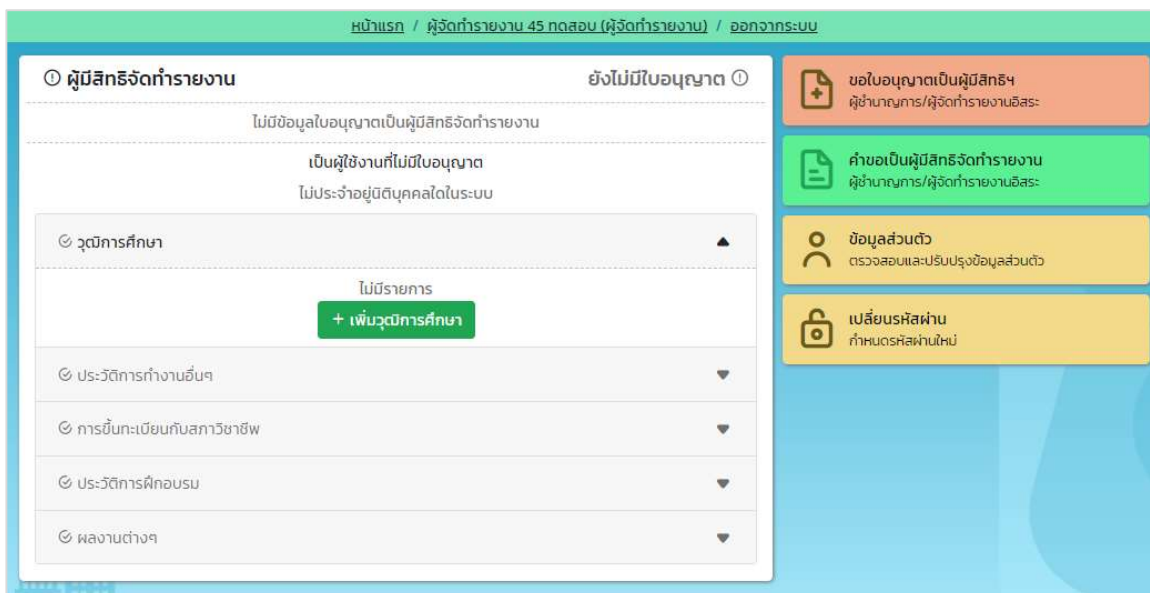 หน้าแรก / ผู้จัดทำรายงาน 45 ทดสอบ (ผู้จัดทำรายงาน) / ออกจากระบบ
ผู้มีสิทธิจัดทำรายงาน
ยังไม่มีใบอนุญาต
ไม่มีข้อมูลใบอนุญาตเป็นผู้มีสิทธิจัดทำรายงาน
เป็นผู้ใช้งานที่ไม่มีใบอนุญาต
ไม่ประจำอยู่นิติบุคคลใดในระบบ
วุฒิการศึกษา
ไม่มีรายการ
+ เพิ่มวุฒิการศึกษา
ประวัติการทำงานอื่นๆ
การขึ้นทะเบียนกับสภาวิชาชีพ
ประวัติการฝึกอบรม
ผลงานต่างๆ
ขอใบอนุญาตเป็นผู้มีสิทธิฯ
ผู้ชำนาญการ/ผู้จัดทำรายงานอิสระ
คำขอเป็นผู้มีสิทธิจัดทำรายงาน
ผู้ชำนาญการ/ผู้จัดทำรายงานอิสระ
ข้อมูลส่วนตัว
ตรวจสอบและปรับปรุงข้อมูลส่วนตัว
เปลี่ยนรหัสผ่าน
กำหนดรหัสผ่านใหม่